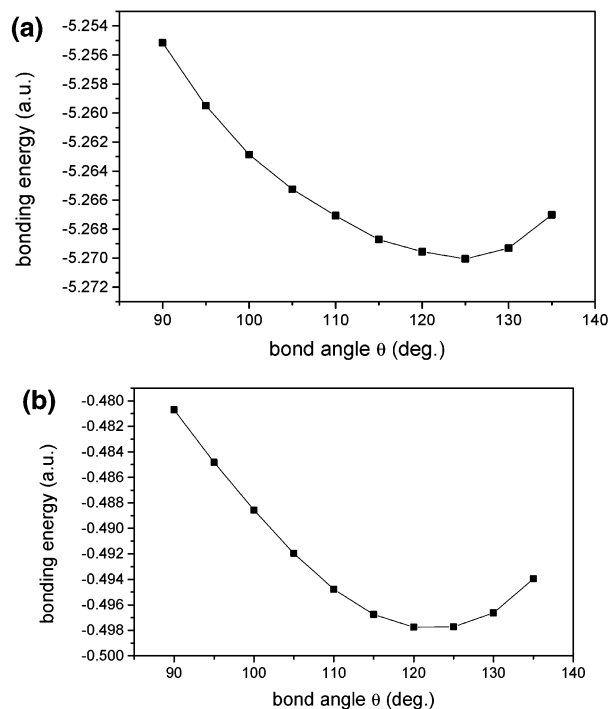 (a)
bonding energy (a.u.)
-5.254
-5.256
-5.258
-5.260
-5.262
-5.264
-5.266
-5.268
-5.270
-5.272
90 100 110 120 130 140
bond angle θ (deg.)
(b)
bonding energy (a.u.)
-0.480
-0.482
-0.484
-0.486
-0.488
-0.490
-0.492
-0.494
-0.496
-0.498
-0.500
90 100 110 120 130 140
bond angle θ (deg.)